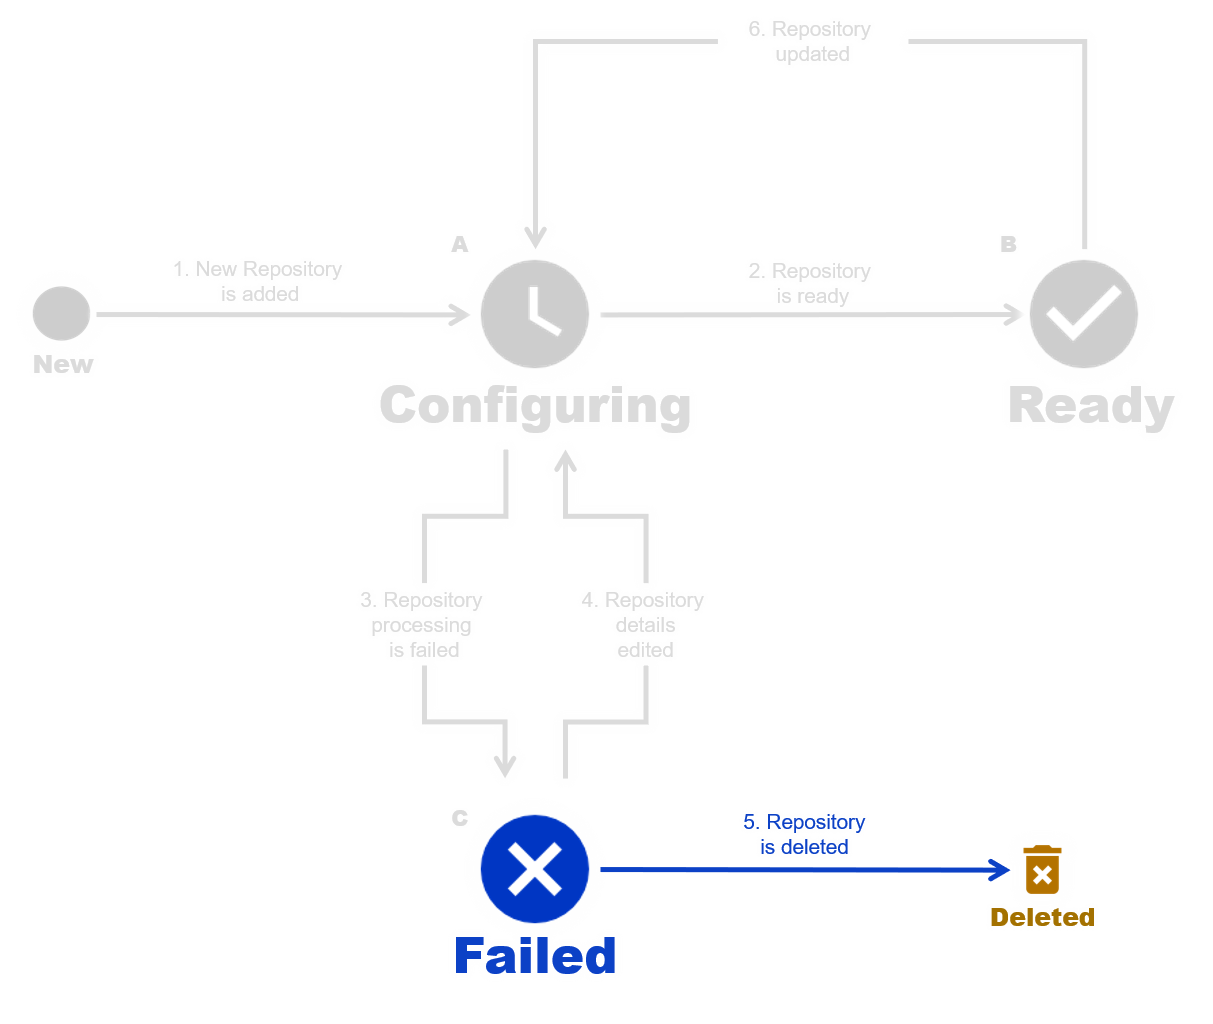 6. Repository
updated
A
B
1. New Repository
is added
2. Repository
is ready
New
Configuring
Ready
3. Repository
processing
is failed
4. Repository
details
edited
C
5. Repository
is deleted
Deleted
Failed